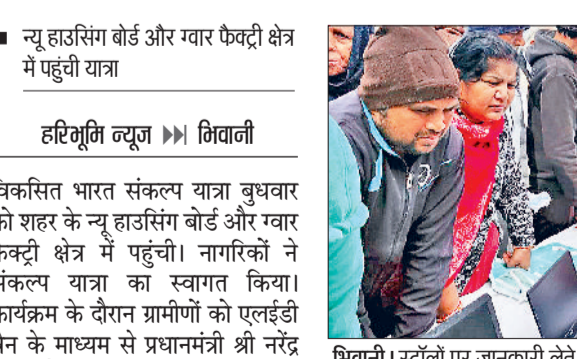 न्यू हाउसिंग बोर्ड और ग्वार फैक्ट्री क्षेत्र
में पहुंची यात्रा
हरिभूमि न्यूज भिवानी
विकसित भारत संकल्प यात्रा बुधवार
को शहर के न्यू हाउसिंग बोर्ड और ग्वार
फैक्ट्री क्षेत्र में पहुंची। नागरिकों ने
संकल्प यात्रा का स्वागत किया।
कार्यक्रम के दौरान ग्रामीणों को एलईडी
वैन के माध्यम से प्रधानमंत्री श्री नरेंद्र
भिवानी। स्टॉलों पर जानकारी लेते